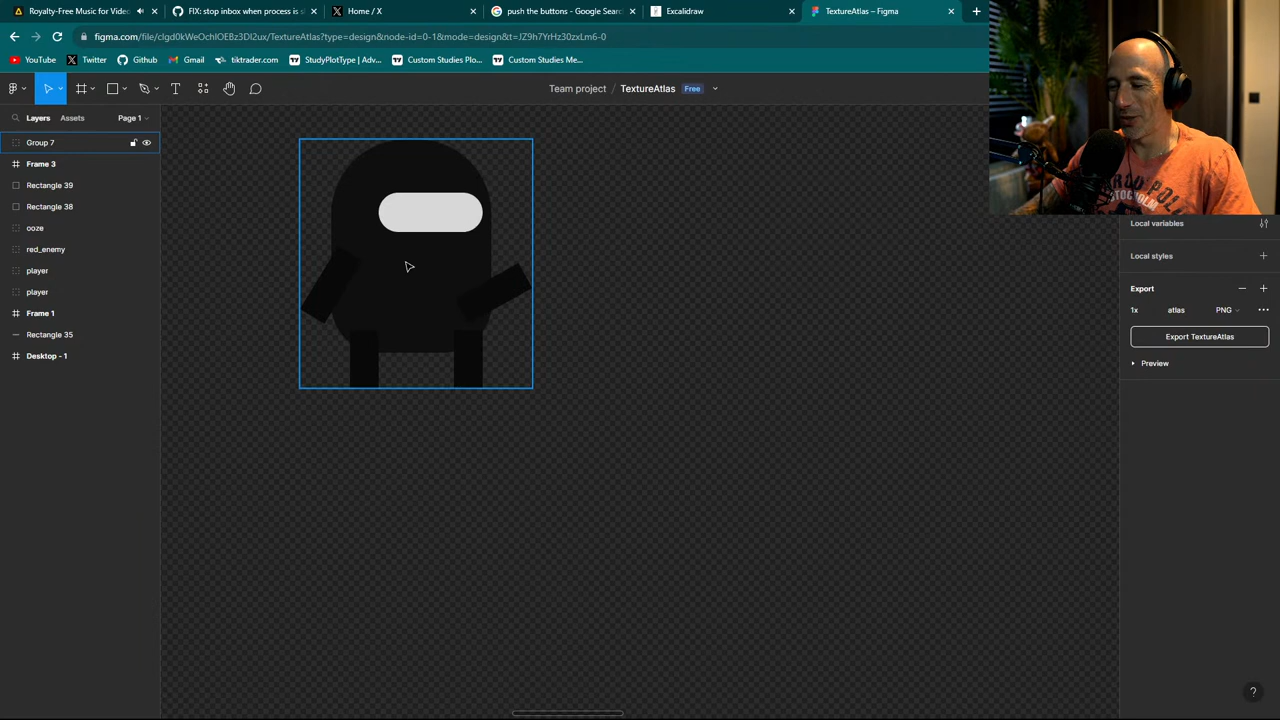 Royalty-Free Music for Video
FIX: stop inbox when process is s
Home / X
push the buttons - Google Searc
Excalidraw
TextureAtlas – Figma
figma.com/file/clgd0kWeOchlOEBz3DI2ux/TextureAtlas?type=design&node-id=0-1&mode=design&t=JZ9h7YrHz30zxLm6-0
YouTube
Twitter
Github
Gmail
tiktrader.com
StudyPlotType | Adv...
Custom Studies Plo...
Custom Studies Me...
Team project / TextureAtlas Free
Layers
Assets
Page 1
Group 7
Frame 3
Rectangle 39
Rectangle 38
ooze
red_enemy
player
player
Frame 1
Rectangle 35
Desktop - 1
STOCKHOLM
Local variables
Local styles
Export
1x atlas PNG
Export TextureAtlas
Preview
?